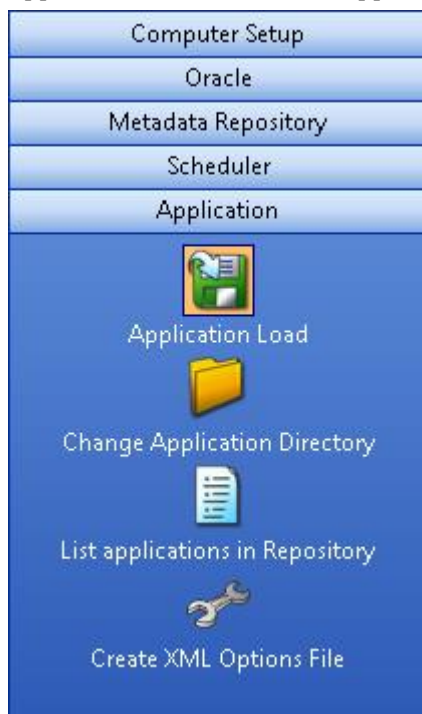 Computer Setup
Oracle
Metadata Repository
Scheduler
Application
Application Load
Change Application Directory
List applications in Repository
Create XML Options File